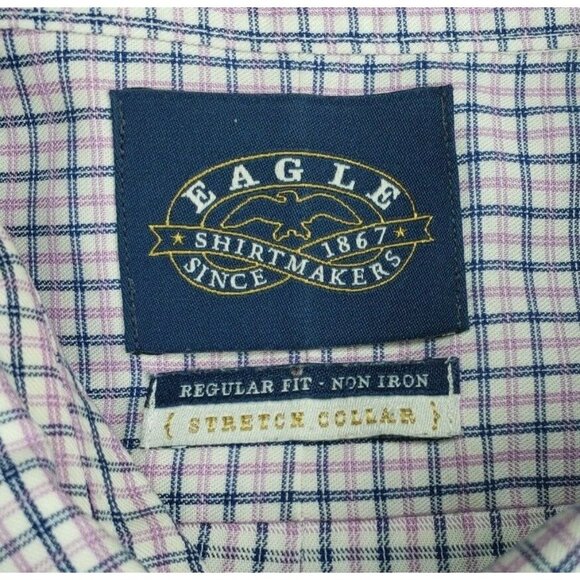 EAGLE
SHIRTMAKERS
SINCE 1867
REGULAR FIT - NON IRON
{ STRETCH COLLAR }